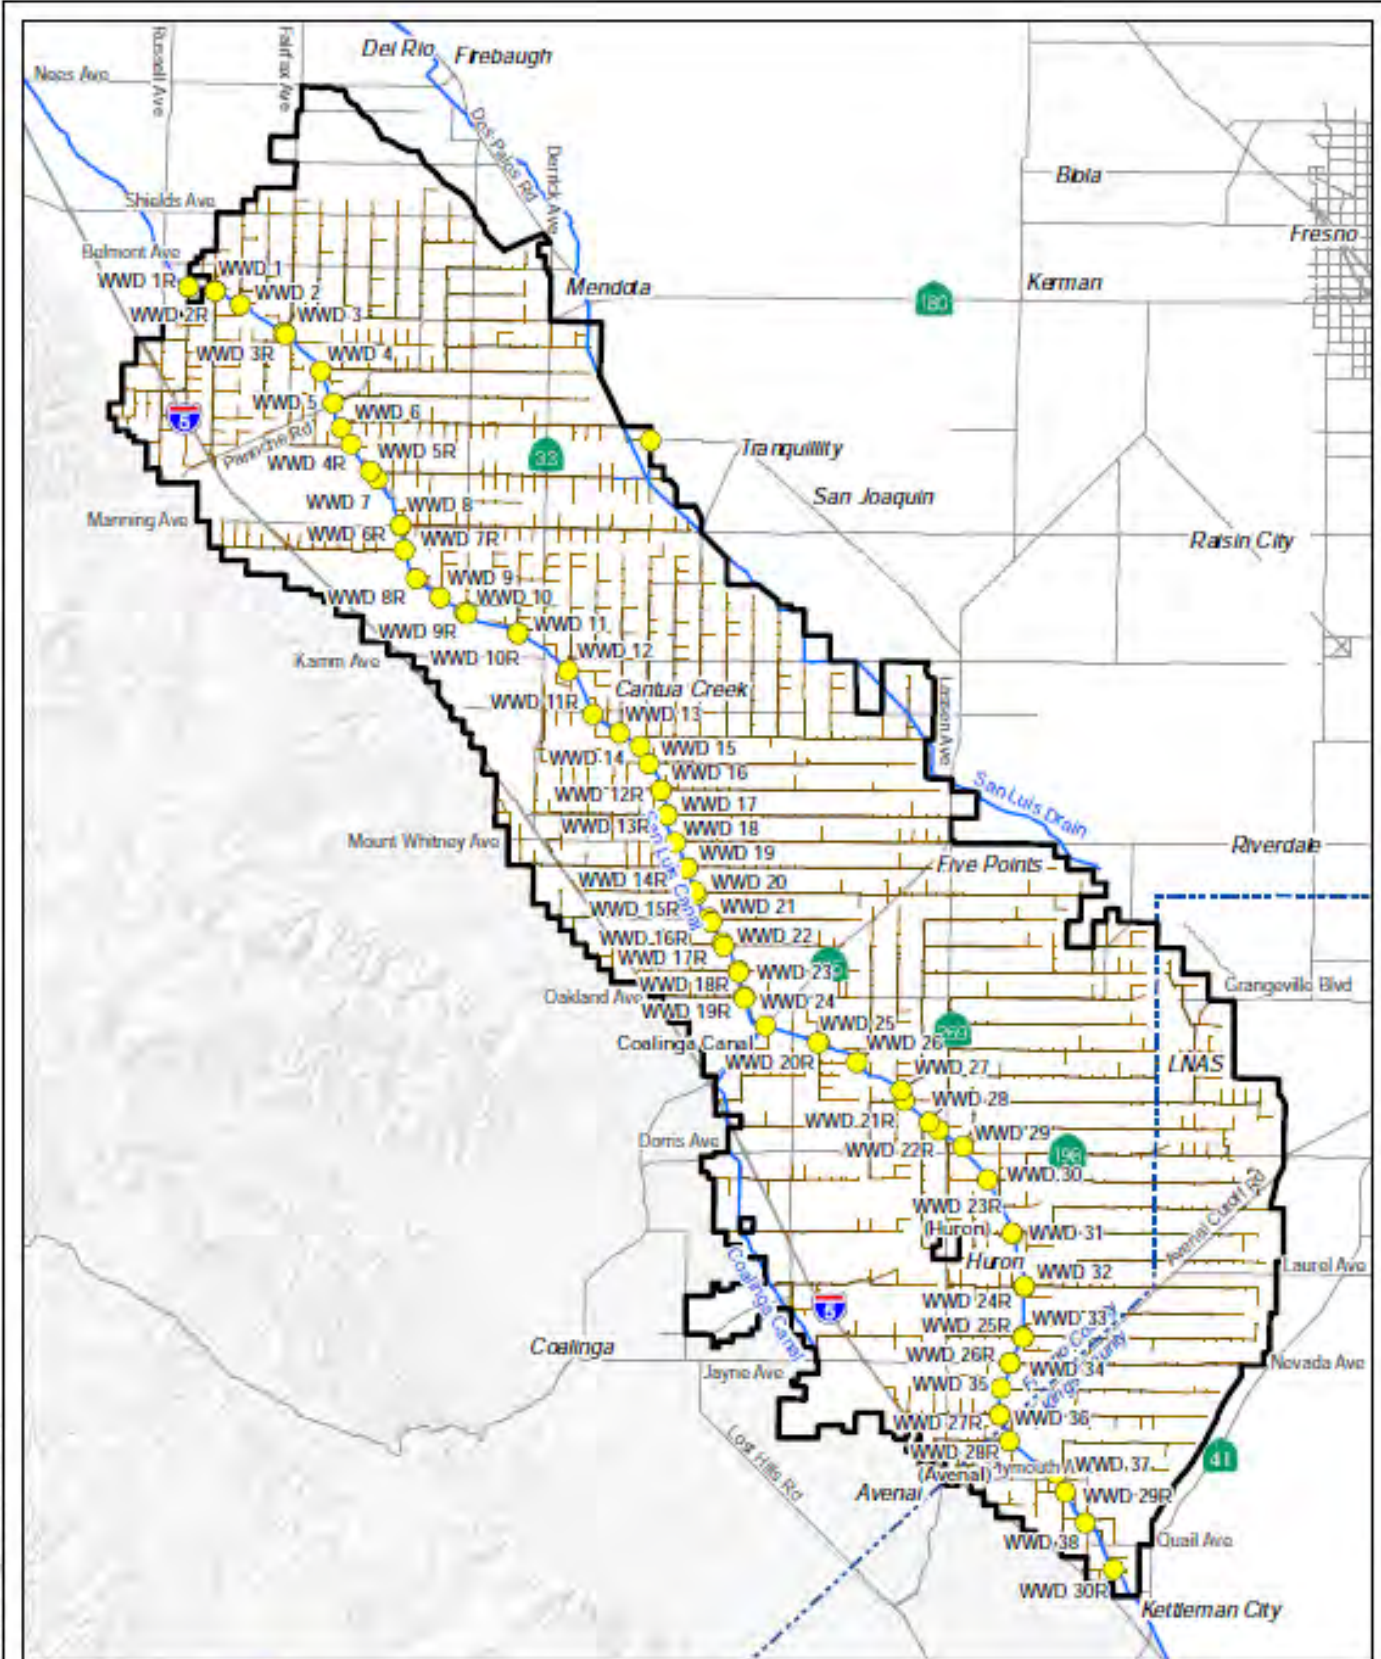 Del Rio
Firebaugh
Nees Ave
Russell Ave
Fairfax Ave
Dos Palos Rd
Derrick Ave
Biola
Shields Ave
Fresno
Belmont Ave
WWD 1
WWD 1R
Mendota
Kerman
180
WWD 2
WWD 2R
WWD 3
WWD 3R
WWD 4
WWD 5
WWD 6
5
Panoche Rd
33
Tranquillity
WWD 5R
WWD 4R
San Joaquin
WWD 7
WWD 8
Manning Ave
WWD 6R
WWD 7R
Raisin City
WWD 9
WWD 8R
WWD 10
WWD 9R
WWD 11
Kamm Ave
WWD 10R
WWD 12
Cantua Creek
WWD 11R
WWD 13
Lassen Ave
WWD 14
WWD 15
WWD 16
San Luis Drain
WWD 12R
WWD 17
WWD 13R
WWD 18
San Luis Canal
Mount Whitney Ave
WWD 19
Riverdale
Five Points
WWD 14R
WWD 20
WWD 15R
WWD 21
WWD 16R
WWD 22
WWD 17R
WWD 23
WWD 18R
Grangeville Blvd
Oakland Ave
WWD 24
WWD 19R
WWD 25
Coalinga Canal
WWD 26
WWD 20R
WWD 27
LNAS
WWD 28
WWD 21R
WWD 29
Dorris Ave
WWD 22R
198
WWD 30
WWD 23R
(Huron)
WWD 31
Avenal Cutoff Rd
Huron
WWD 32
Laurel Ave
Coalinga Canal
WWD 24R
5
WWD 33
WWD 25R
Coalinga
WWD 26R
WWD 34
Nevada Ave
Jayne Ave
WWD 35
WWD 27R
WWD 36
Lost Hills Rd
WWD 28R
(Avenal)
WWD 37
41
Avenal
WWD 29R
WWD 38
Quail Ave
WWD 30R
Kettleman City